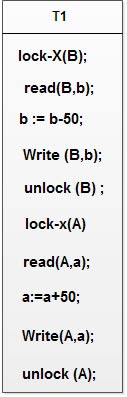 T1
lock-X(B);
read(B,b);
b := b-50;
Write (B,b);
unlock (B) ;
lock-x(A)
read(A,a);
a:=a+50;
Write(A,a);
unlock (A);